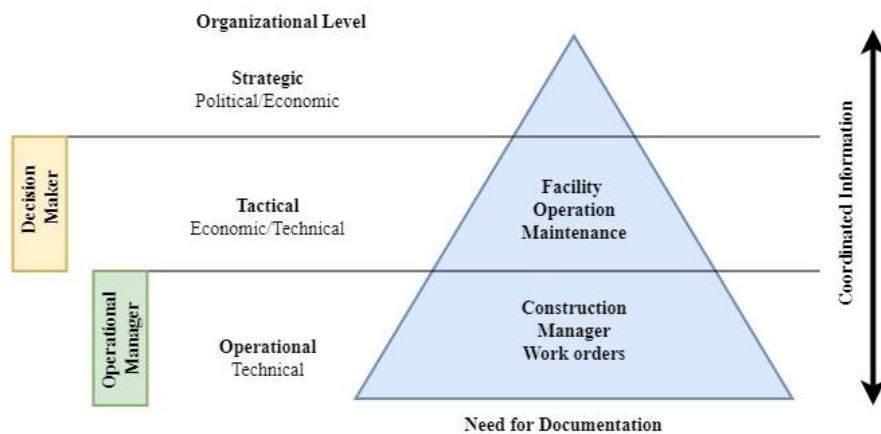 Organizational Level
Strategic
Political/Economic
Decision
Maker
Tactical
Economic/Technical
Facility
Operation
Maintenance
Operational
Manager
Operational
Technical
Construction
Manager
Work orders
Need for Documentation
Coordinated Information